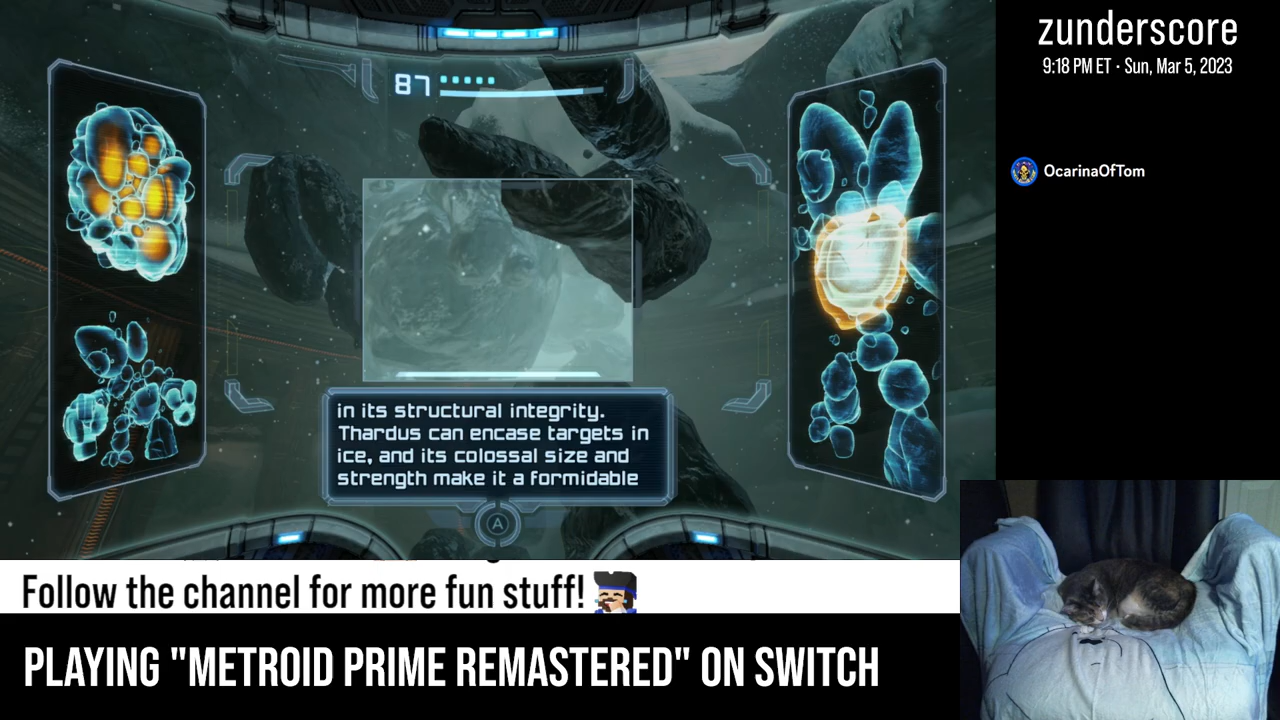 87
in its structural integrity.
Thardus can encase targets in
ice, and its colossal size and
strength make it a formidable
A
zunderscore
9:18 PM ET · Sun, Mar 5, 2023
OcarinaOfTom
Follow the channel for more fun stuff!
PLAYING "METROID PRIME REMASTERED" ON SWITCH